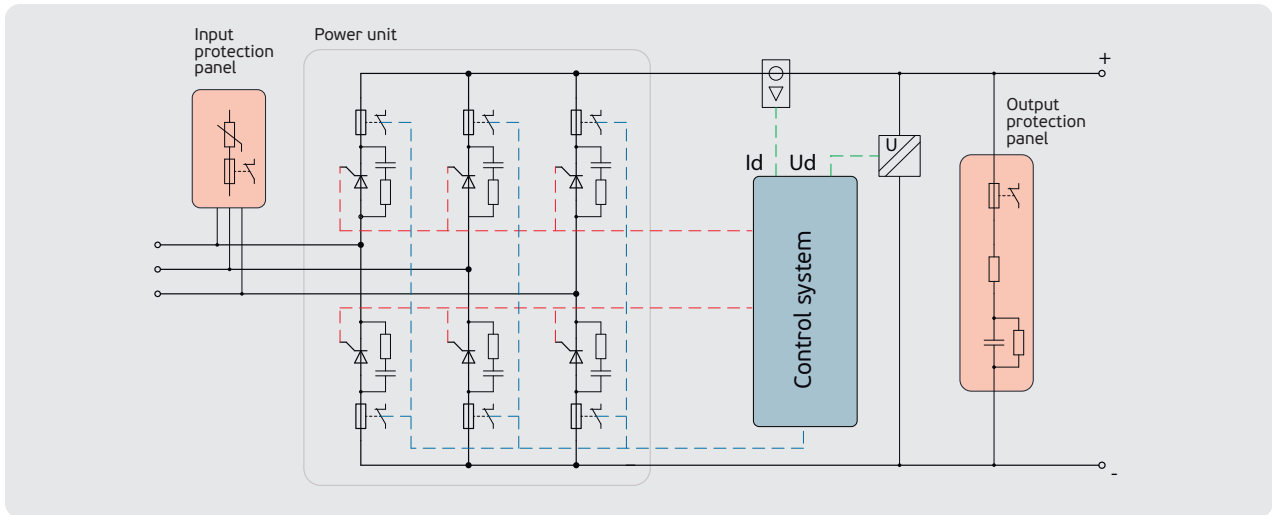 Input
protection
panel
Power unit
+
Output
protection
panel
U
Id Ud
Control system
-